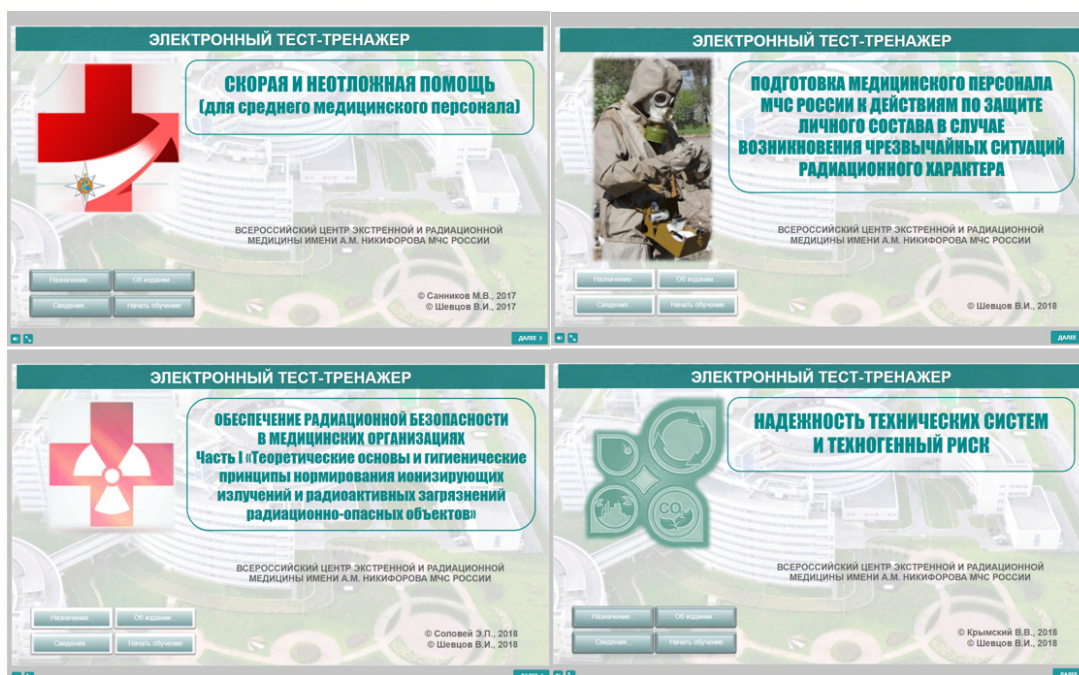 ЭЛЕКТРОННЫЙ ТЕСТ-ТРЕНАЖЕР
СКОРАЯ И НЕОТЛОЖНАЯ ПОМОЩЬ
(для среднего медицинского персонала)
ВСЕРОССИЙСКИЙ ЦЕНТР ЭКСТРЕННОЙ И РАДИАЦИОННОЙ
МЕДИЦИНЫ ИМЕНИ А.М. НИКИФОРОВА МЧС РОССИИ
Назначение
Об издании
Сведения
Начать обучение
© Санников М.В., 2017
© Шевцов В.И., 2017
ДАЛЕЕ >
ЭЛЕКТРОННЫЙ ТЕСТ-ТРЕНАЖЕР
ПОДГОТОВКА МЕДИЦИНСКОГО ПЕРСОНАЛА
МЧС РОССИИ К ДЕЙСТВИЯМ ПО ЗАЩИТЕ
ЛИЧНОГО СОСТАВА В СЛУЧАЕ
ВОЗНИКНОВЕНИЯ ЧРЕЗВЫЧАЙНЫХ СИТУАЦИЙ
РАДИАЦИОННОГО ХАРАКТЕРА
ВСЕРОССИЙСКИЙ ЦЕНТР ЭКСТРЕННОЙ И РАДИАЦИОННОЙ
МЕДИЦИНЫ ИМЕНИ А.М. НИКИФОРОВА МЧС РОССИИ
Назначение
Об издании
Сведения
Начать обучение
© Шевцов В.И., 2018
ДАЛЕЕ
ЭЛЕКТРОННЫЙ ТЕСТ-ТРЕНАЖЕР
ОБЕСПЕЧЕНИЕ РАДИАЦИОННОЙ БЕЗОПАСНОСТИ
В МЕДИЦИНСКИХ ОРГАНИЗАЦИЯХ
Часть I «Теоретические основы и гигиенические
принципы нормирования ионизирующих
излучений и радиоактивных загрязнений
радиационно-опасных объектов»
ВСЕРОССИЙСКИЙ ЦЕНТР ЭКСТРЕННОЙ И РАДИАЦИОННОЙ
МЕДИЦИНЫ ИМЕНИ А.М. НИКИФОРОВА МЧС РОССИИ
Назначение
Об издании
Сведения
Начать обучение
© Соловей Э.П., 2018
© Шевцов В.И., 2018
ДАЛЕЕ >
ЭЛЕКТРОННЫЙ ТЕСТ-ТРЕНАЖЕР
НАДЕЖНОСТЬ ТЕХНИЧЕСКИХ СИСТЕМ
И ТЕХНОГЕННЫЙ РИСК
CO₂
ВСЕРОССИЙСКИЙ ЦЕНТР ЭКСТРЕННОЙ И РАДИАЦИОННОЙ
МЕДИЦИНЫ ИМЕНИ А.М. НИКИФОРОВА МЧС РОССИИ
Назначение
Об издании
Сведения
Начать обучение
© Крымский В.В., 2018
© Шевцов В.И., 2018
ДАЛЕЕ